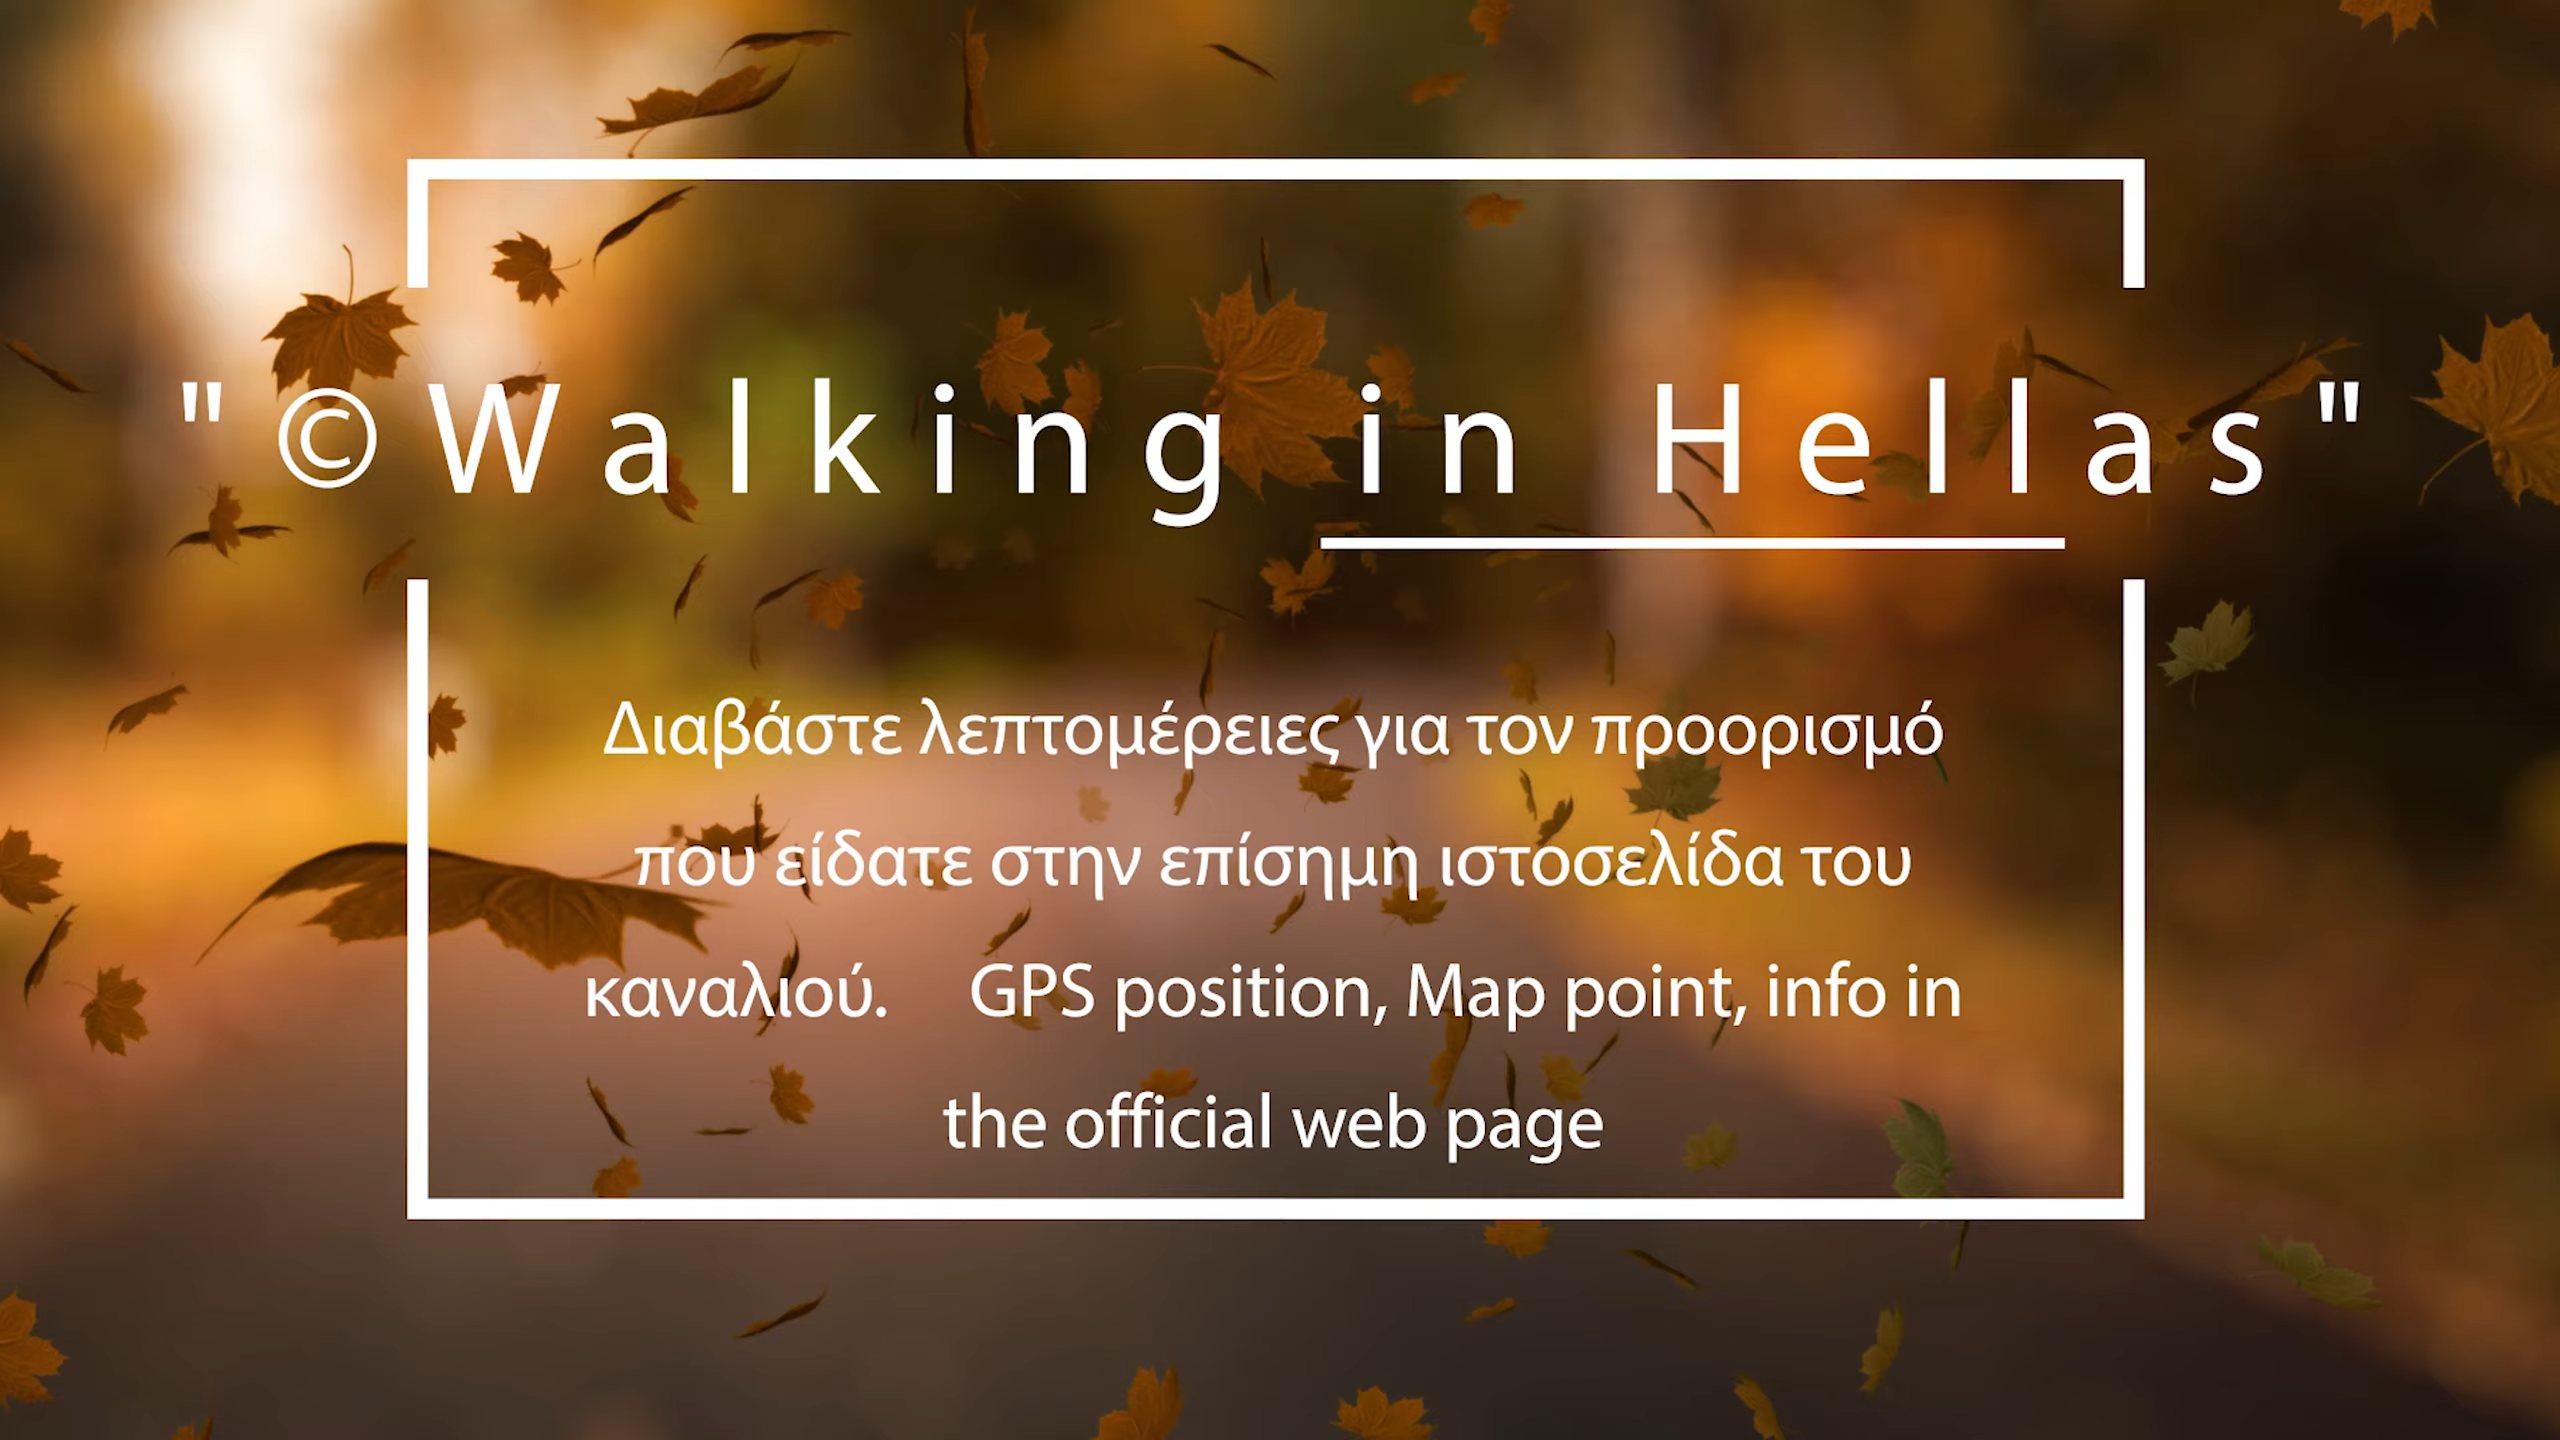 "©Walking in Hellas"
Διαβάστε λεπτομέρειες για τον προορισμό
που είδατε στην επίσημη ιστοσελίδα του
καναλιού. GPS position, Map point, info in
the official web page